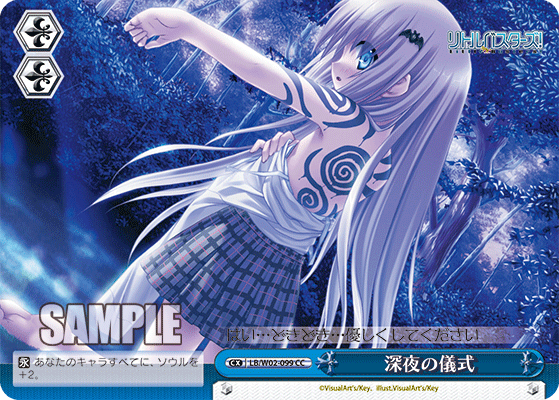 リトルバスターズ!
SAMPLE
はい…どきどき…優しくしてください
永 あなたのキャラすべてに、ソウルを
+2。
CX LB/W02-099 CC
深夜の儀式
©VisualArt's/Key. illust.VisualArt's/Key